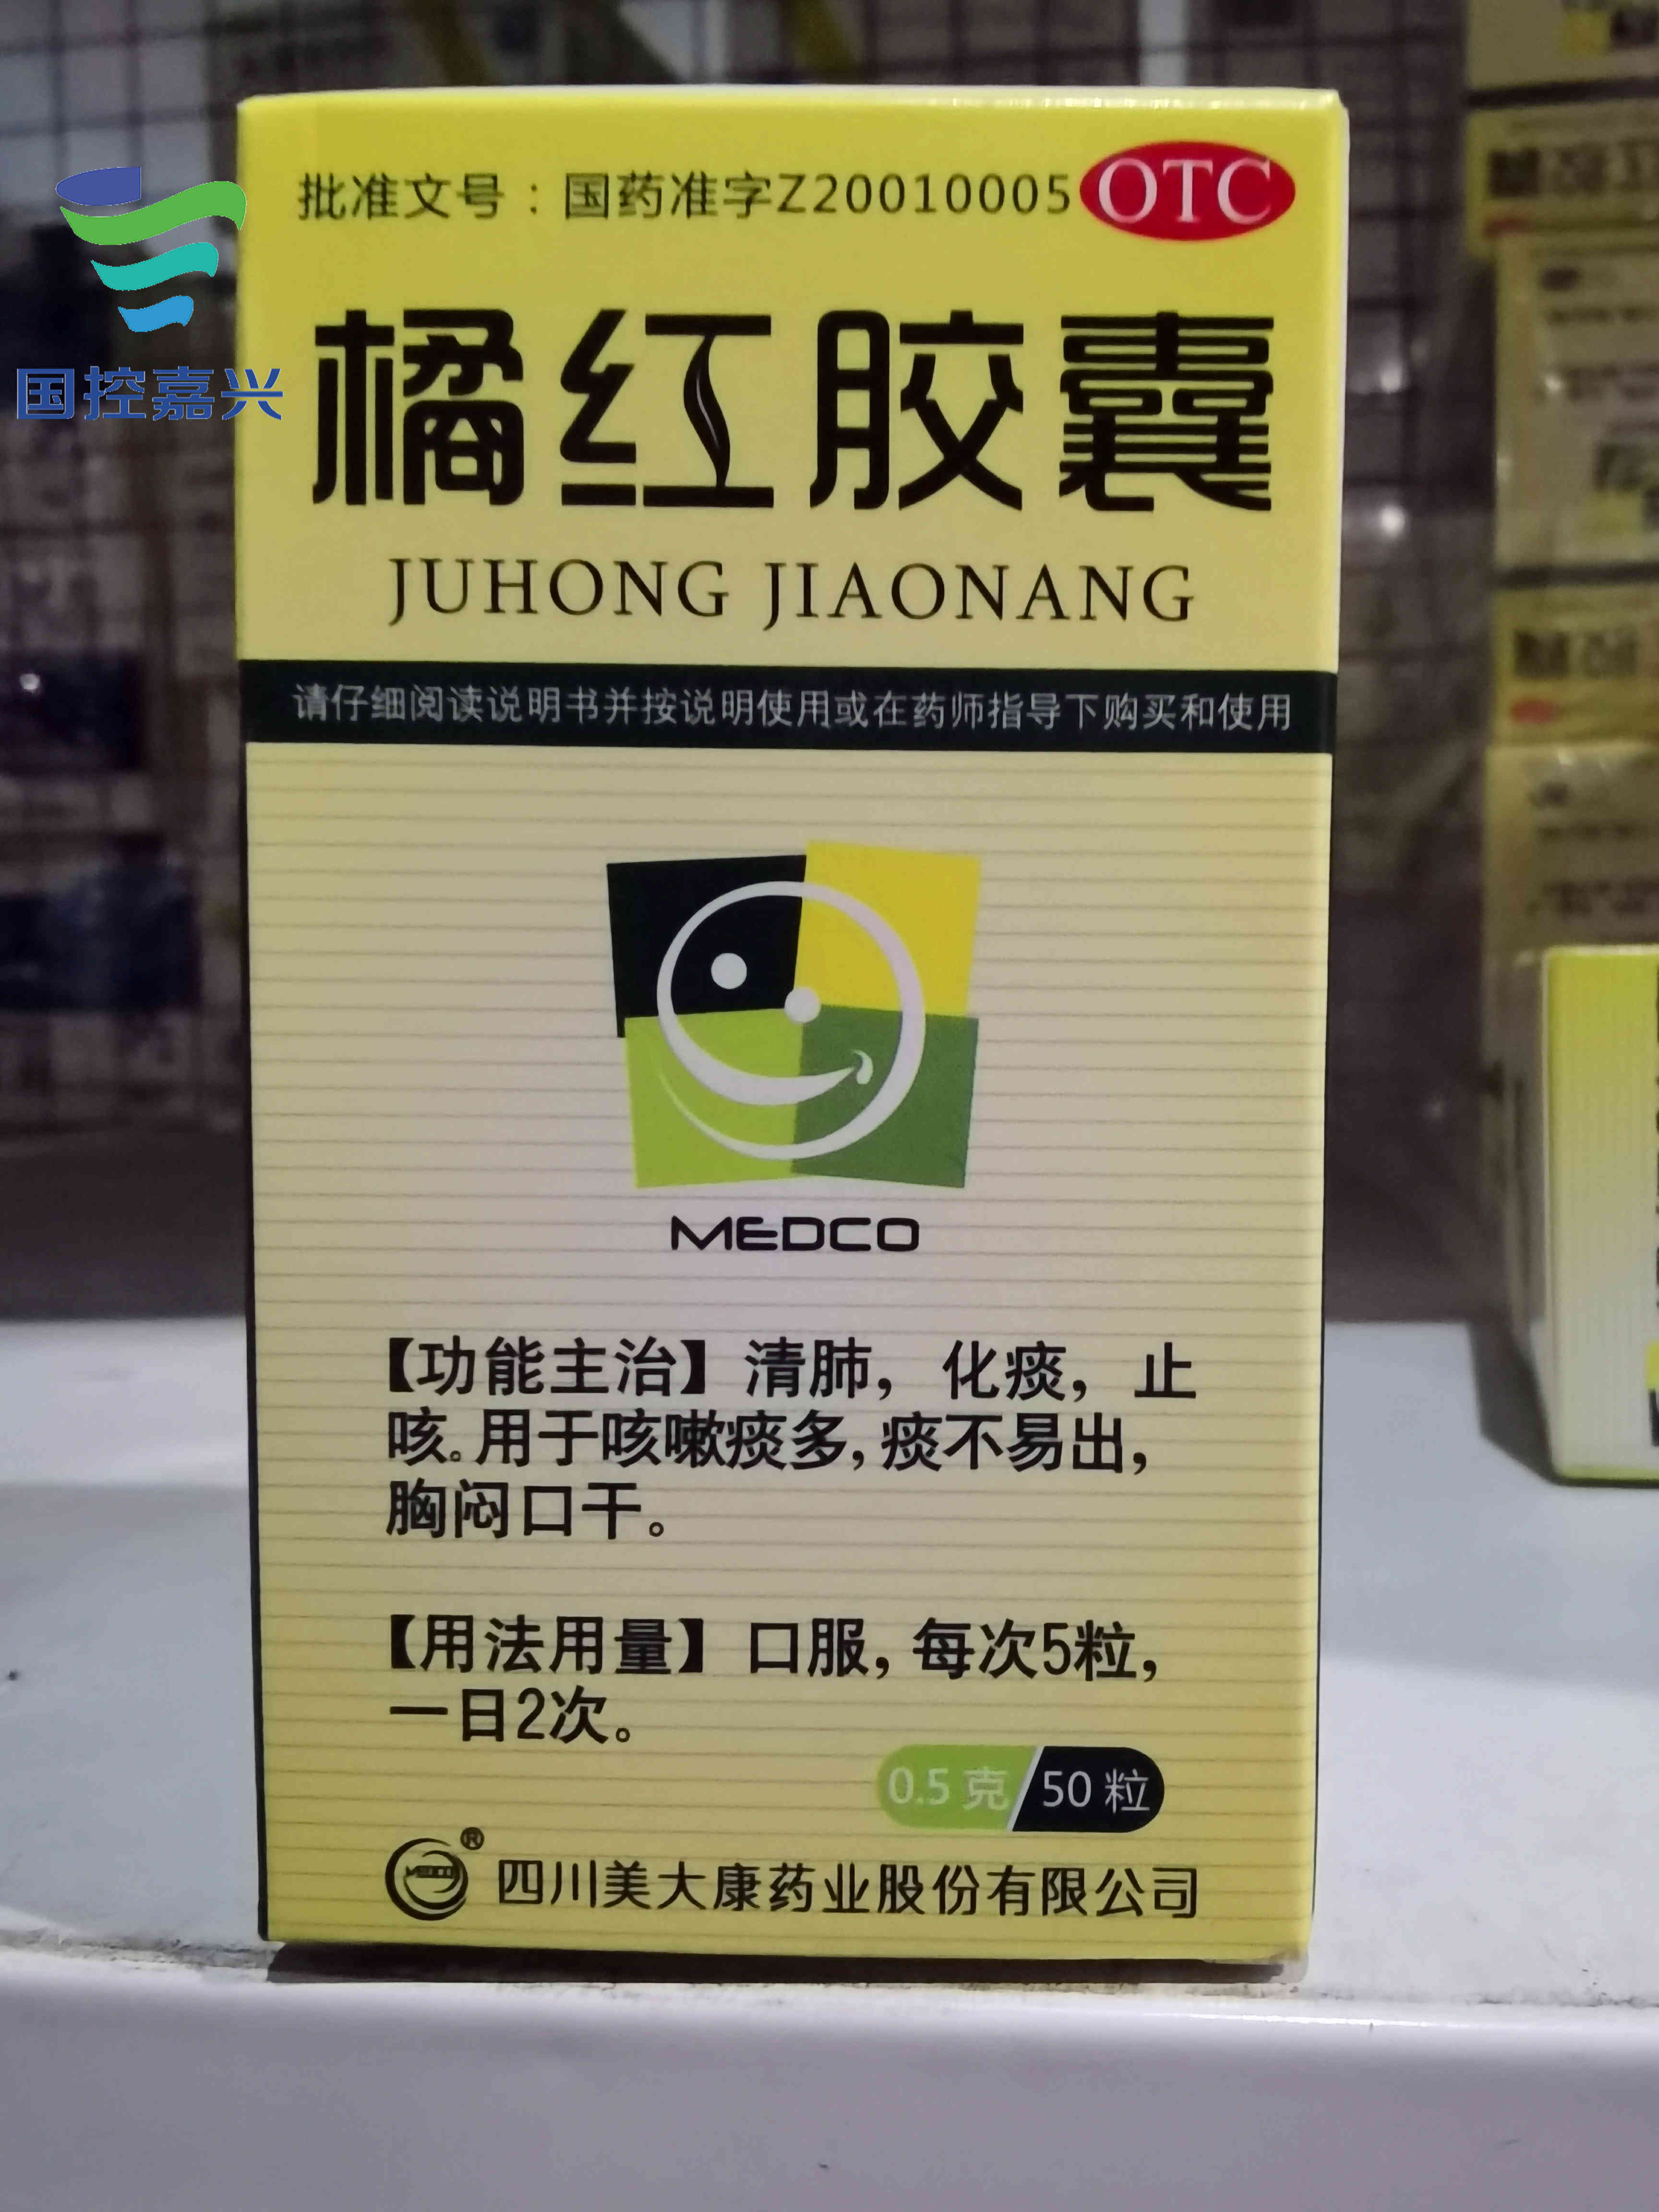 批准文号：国药准字Z20010005
OTC
国控嘉兴
橘红胶囊
JUHONG JIAONANG
请仔细阅读说明书并按说明使用或在药师指导下购买和使用
MEDCO
【功能主治】清肺，化痰，止
咳。用于咳嗽痰多，痰不易出，
胸闷口干。
【用法用量】口服，每次5粒，
一日2次。
0.5 克/50 粒
MEDCO® 四川美大康药业股份有限公司